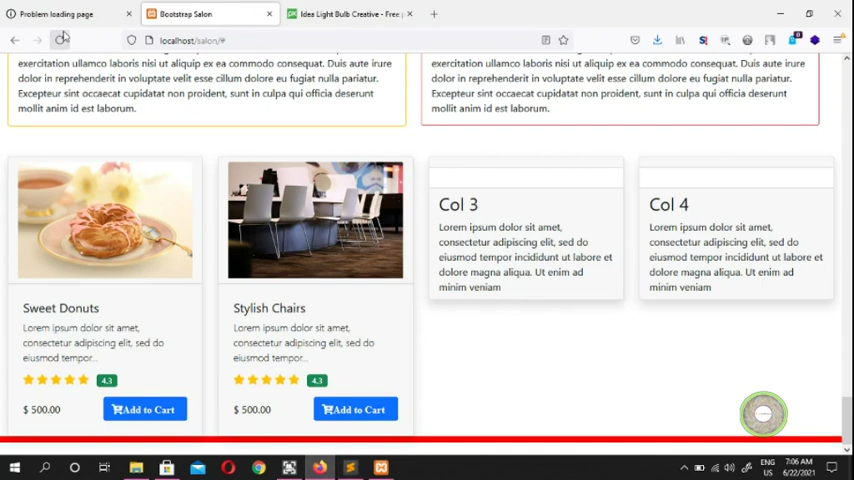 Problem loading page
Bootstrap Salon
Idea Light Bulb Creative - Free p
localhost/salon/#
exercitation ullamco laboris nisi ut aliquip ex ea commodo consequat. Duis aute irure
dolor in reprehenderit in voluptate velit esse cillum dolore eu fugiat nulla pariatur.
Excepteur sint occaecat cupidatat non proident, sunt in culpa qui officia deserunt
mollit anim id est laborum.
exercitation ullamco laboris nisi ut aliquip ex ea commodo consequat. Duis aute irure
dolor in reprehenderit in voluptate velit esse cillum dolore eu fugiat nulla pariatur.
Excepteur sint occaecat cupidatat non proident, sunt in culpa qui officia deserunt
mollit anim id est laborum.
Sweet Donuts
Lorem ipsum dolor sit amet,
consectetur adipiscing elit, sed do
eiusmod tempor...
4.3
$ 500.00
Add to Cart
Stylish Chairs
Lorem ipsum dolor sit amet,
consectetur adipiscing elit, sed do
eiusmod tempor...
4.3
$ 500.00
Add to Cart
Col 3
Lorem ipsum dolor sit amet,
consectetur adipiscing elit, sed do
eiusmod tempor incididunt ut labore et
dolore magna aliqua. Ut enim ad
minim veniam
Col 4
Lorem ipsum dolor sit amet,
consectetur adipiscing elit, sed do
eiusmod tempor incididunt ut labore et
dolore magna aliqua. Ut enim ad
minim veniam
ENG
US
7:06 AM
6/22/2021